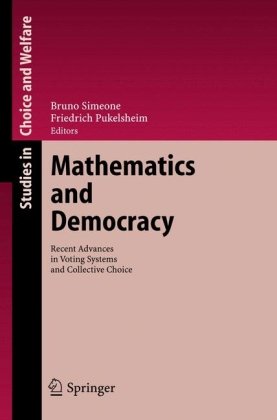 Studies in Choice and Welfare
Bruno Simeone
Friedrich Pukelsheim
Editors
Mathematics
and
Democracy
Recent Advances
in Voting Systems
and Collective Choice
Springer